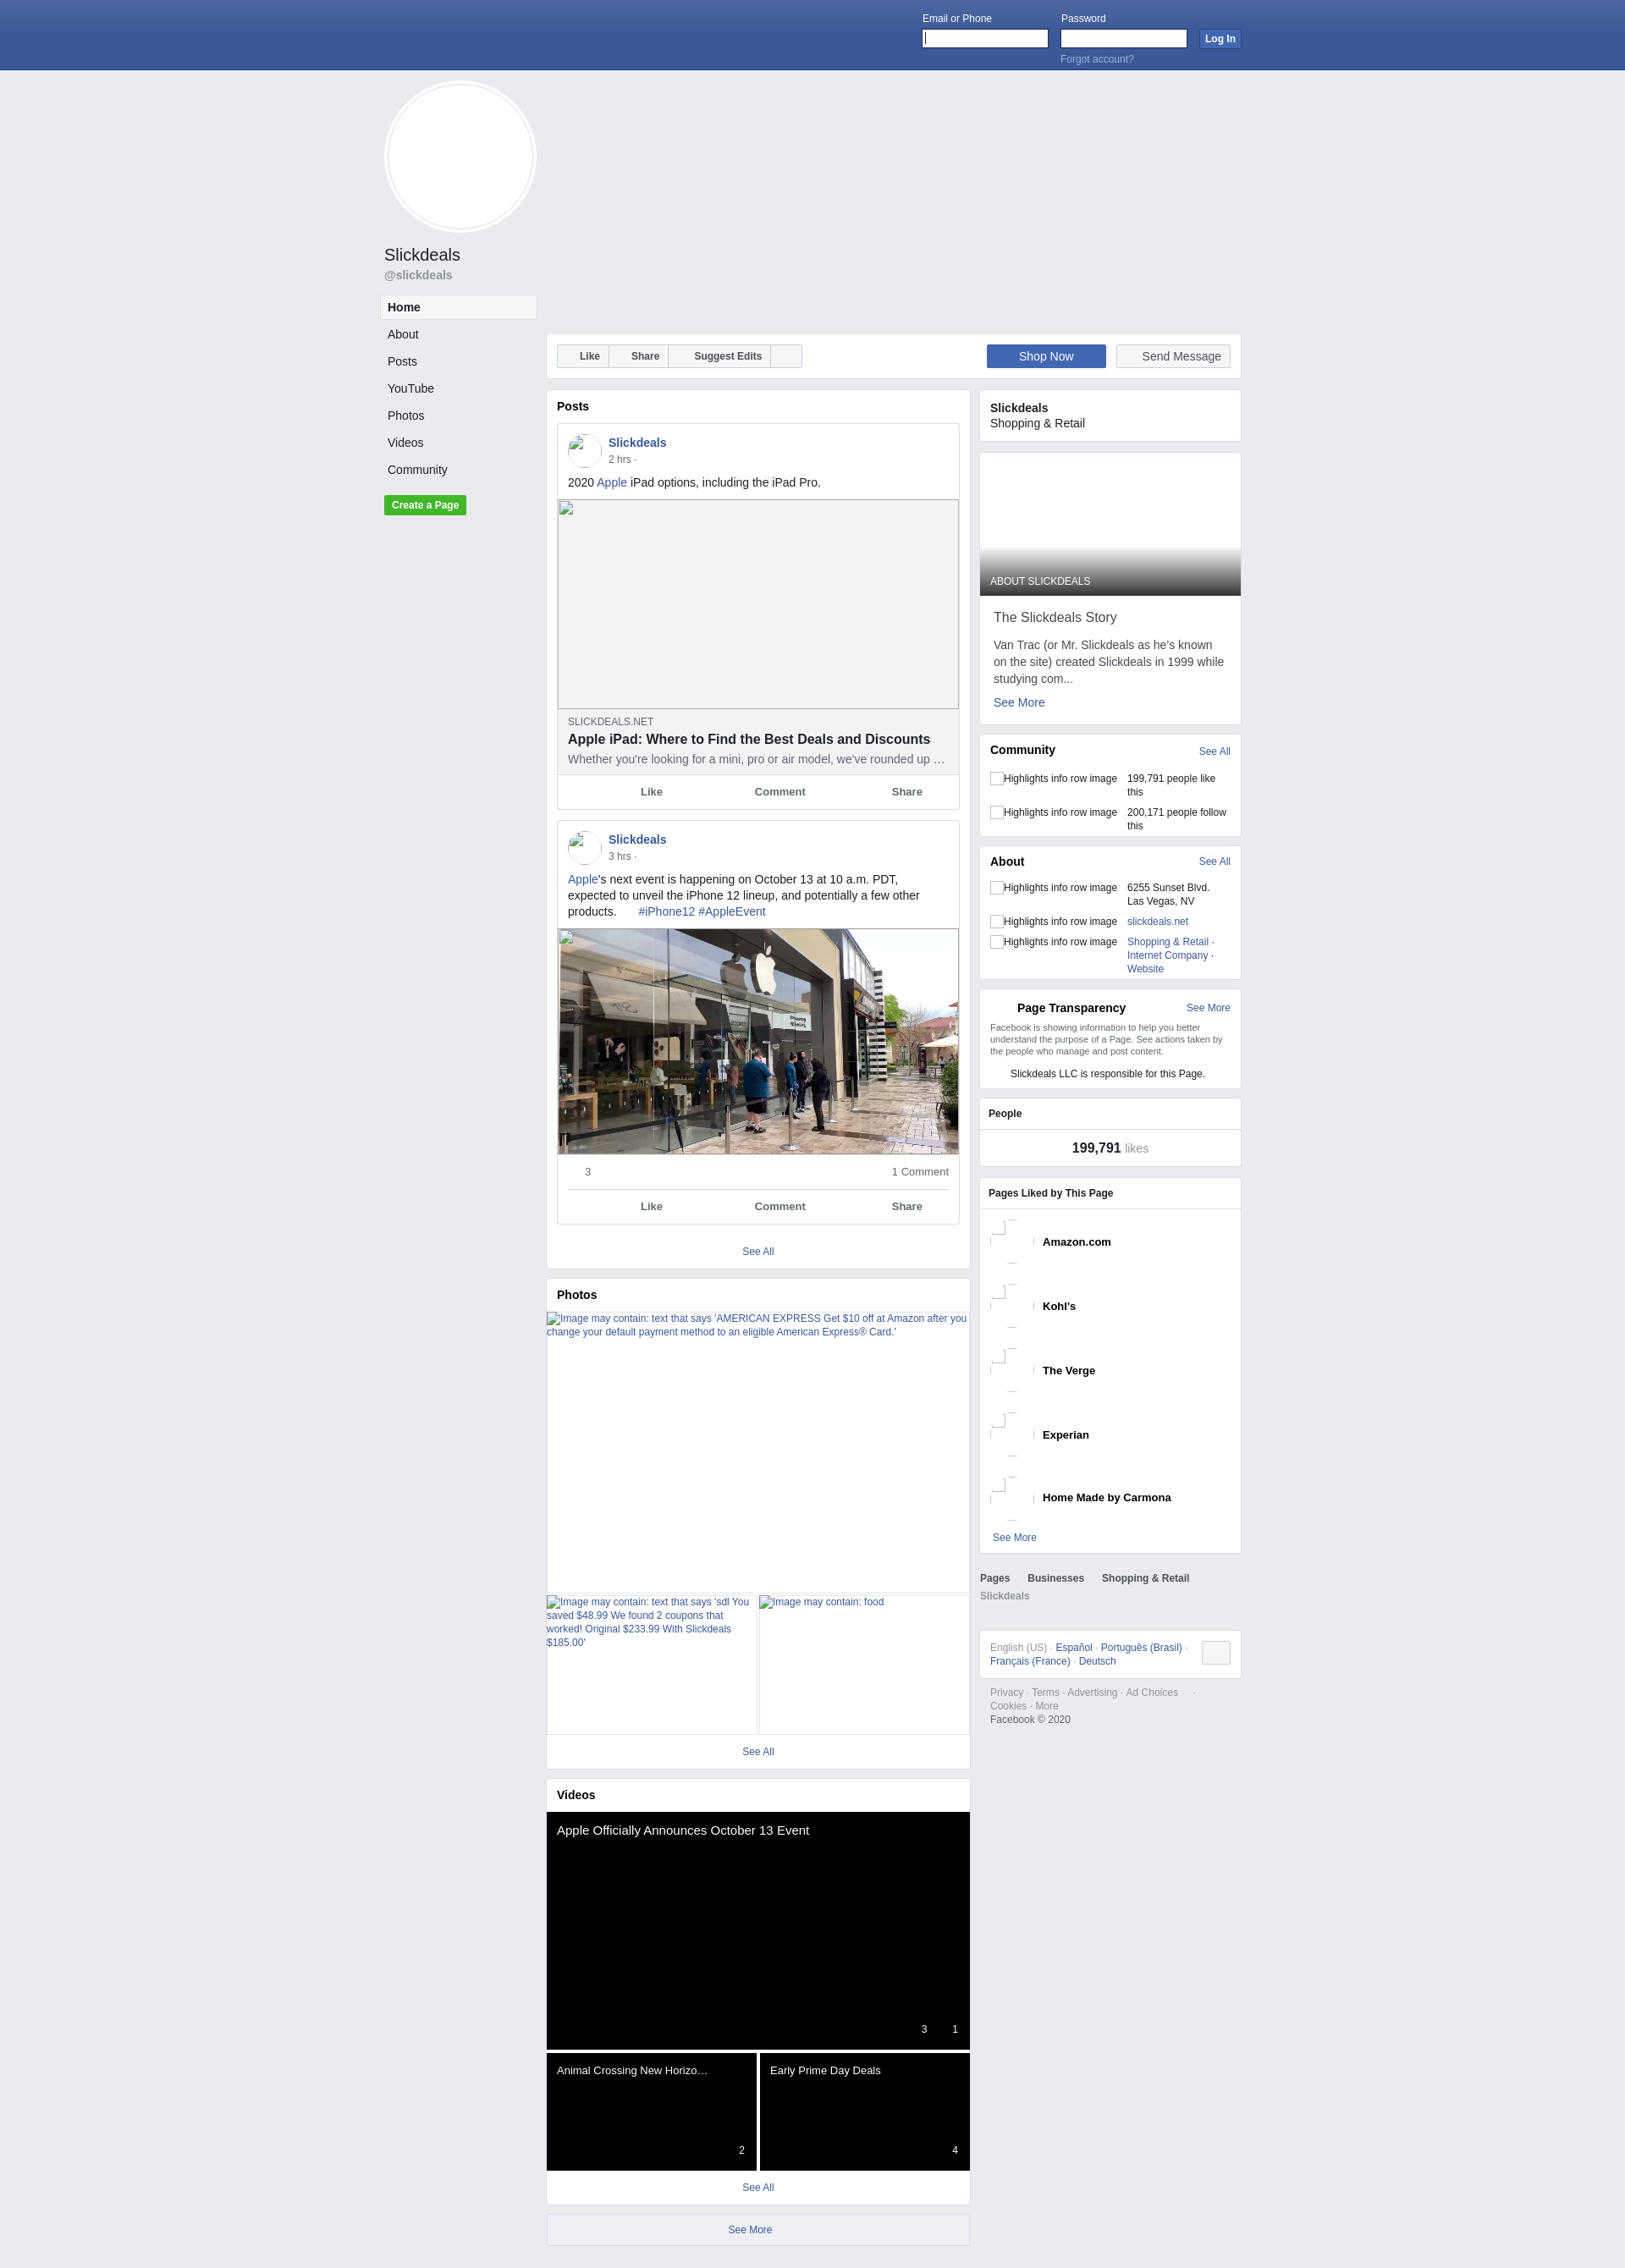 Email or Phone
Password
Log In
Forgot account?
Slickdeals
@slickdeals
Home
About
Posts
YouTube
Photos
Videos
Community
Create a Page
Like
Share
Suggest Edits
Shop Now
Send Message
Posts
Slickdeals
2 hrs ·
2020 Apple iPad options, including the iPad Pro.
SLICKDEALS.NET
Apple iPad: Where to Find the Best Deals and Discounts
Whether you're looking for a mini, pro or air model, we've rounded up …
Like
Comment
Share
Slickdeals
3 hrs ·
Apple's next event is happening on October 13 at 10 a.m. PDT,
expected to unveil the iPhone 12 lineup, and potentially a few other
products. #iPhone12 #AppleEvent
3
1 Comment
Like
Comment
Share
See All
Photos
Image may contain: text that says 'AMERICAN EXPRESS Get $10 off at Amazon after you
change your default payment method to an eligible American Express® Card.'
Image may contain: text that says 'sdl You
saved $48.99 We found 2 coupons that
worked! Original $233.99 With Slickdeals
$185.00'
Image may contain: food
See All
Videos
Apple Officially Announces October 13 Event
3
1
Animal Crossing New Horizo…
2
Early Prime Day Deals
4
See All
See More
Slickdeals
Shopping & Retail
ABOUT SLICKDEALS
The Slickdeals Story
Van Trac (or Mr. Slickdeals as he's known
on the site) created Slickdeals in 1999 while
studying com...
See More
Community
See All
Highlights info row image
199,791 people like
this
Highlights info row image
200,171 people follow
this
About
See All
Highlights info row image
6255 Sunset Blvd.
Las Vegas, NV
Highlights info row image
slickdeals.net
Highlights info row image
Shopping & Retail ·
Internet Company ·
Website
Page Transparency
See More
Facebook is showing information to help you better
understand the purpose of a Page. See actions taken by
the people who manage and post content.
Slickdeals LLC is responsible for this Page.
People
199,791 likes
Pages Liked by This Page
Amazon.com
Kohl's
The Verge
Experian
Home Made by Carmona
See More
Pages
Businesses
Shopping & Retail
Slickdeals
English (US) · Español · Português (Brasil) ·
Français (France) · Deutsch
Privacy · Terms · Advertising · Ad Choices ·
Cookies · More
Facebook © 2020